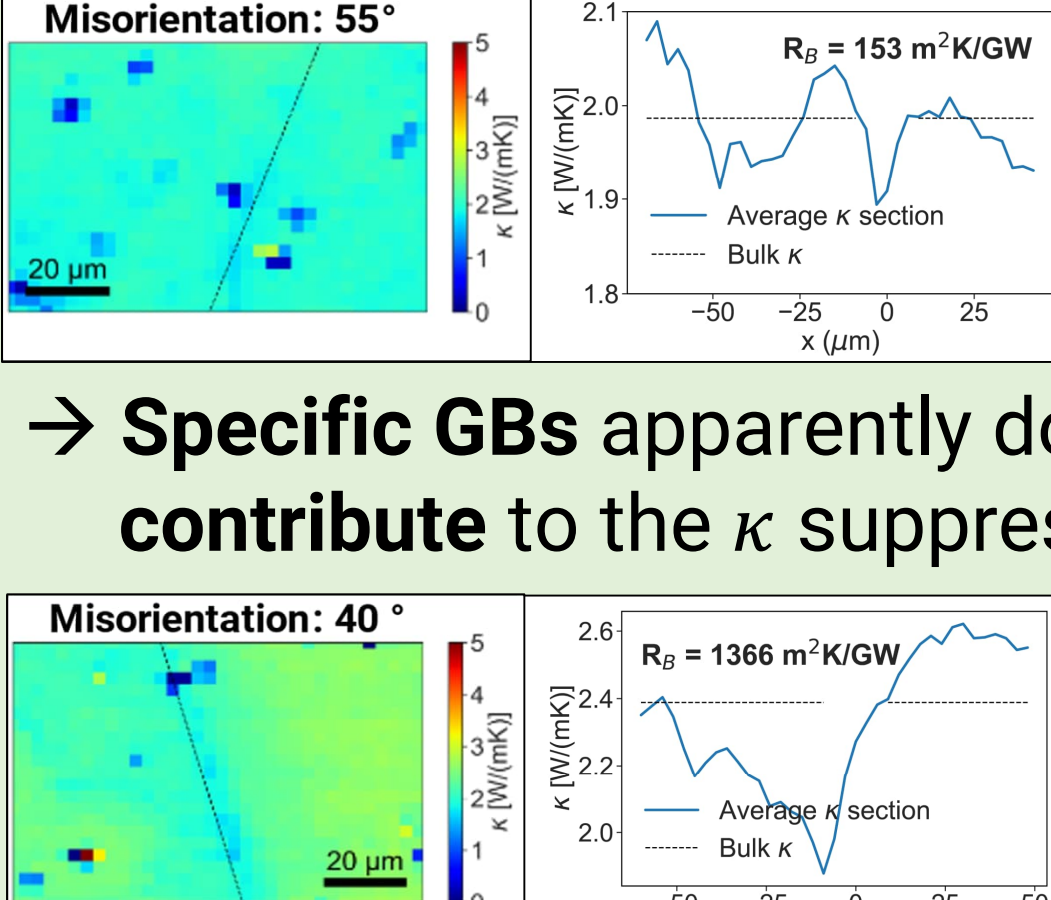 Misorientation: 55°
5
4
3
2
1
0
κ [W/(mK)]
20 µm
2.1
2.0
1.9
1.8
κ [W/(mK)]
R_B = 153 m²K/GW
Average κ section
Bulk κ
−50 −25 0 25
x (µm)
→ Specific GBs apparently
contribute to the κ
Misorientation: 40 °
5
4
3
2
1
κ [W/(mK)]
20 µm
2.6
2.4
2.2
2.0
κ [W/(mK)]
R_B = 1366 m²K/GW
Average κ section
Bulk κ